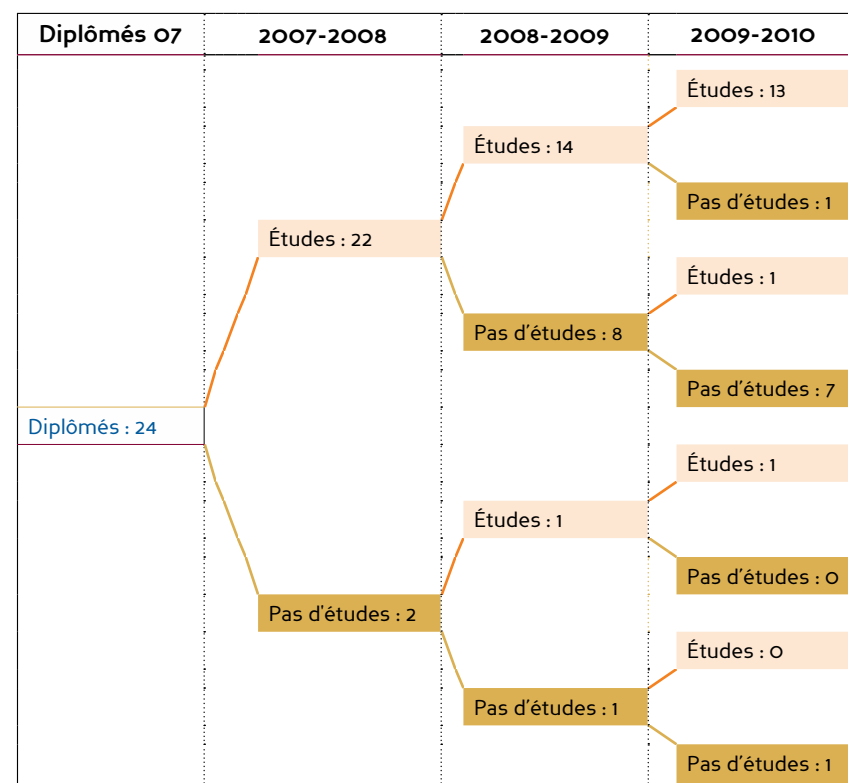 Diplômés 07 2007-2008 2008-2009 2009-2010
Études : 13
Études : 14
Pas d'études : 1
Études : 22
Études : 1
Pas d'études : 8
Pas d'études : 7
Diplômés : 24
Études : 1
Études : 1
Pas d'études : 0
Pas d'études : 2
Études : 0
Pas d'études : 1
Pas d'études : 1